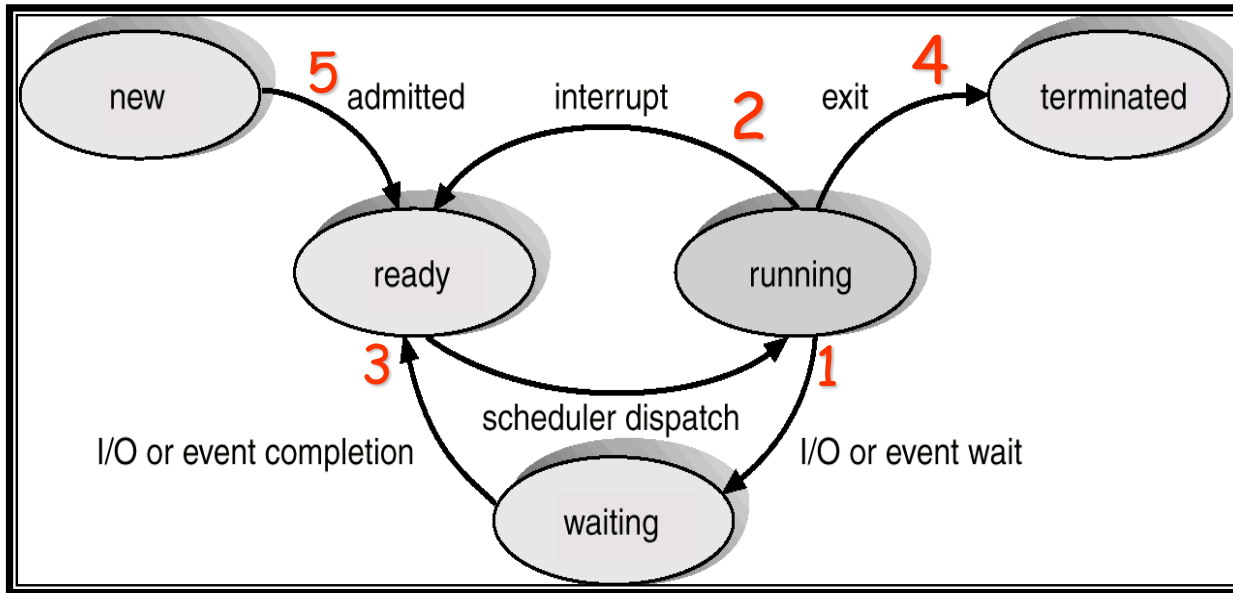 new
5
admitted
interrupt
2
exit
4
terminated
ready
running
3
1
scheduler dispatch
I/O or event completion
I/O or event wait
waiting